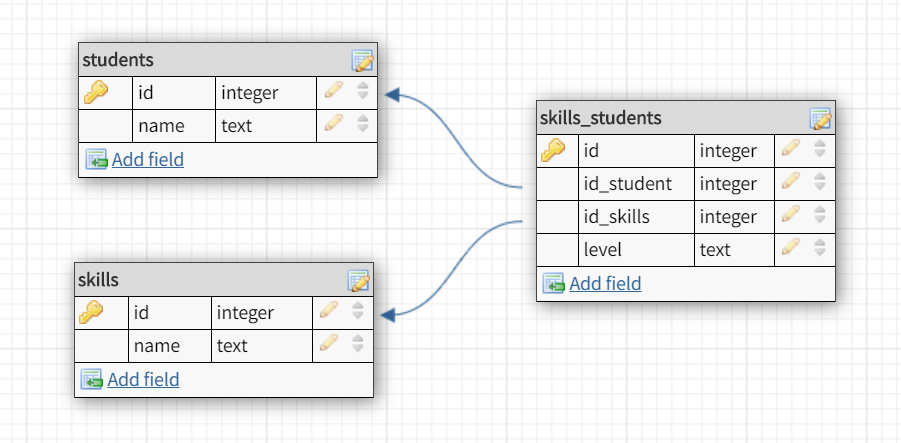 students
id integer
name text
Add field
skills_students
id integer
id_student integer
id_skills integer
level text
Add field
skills
id integer
name text
Add field